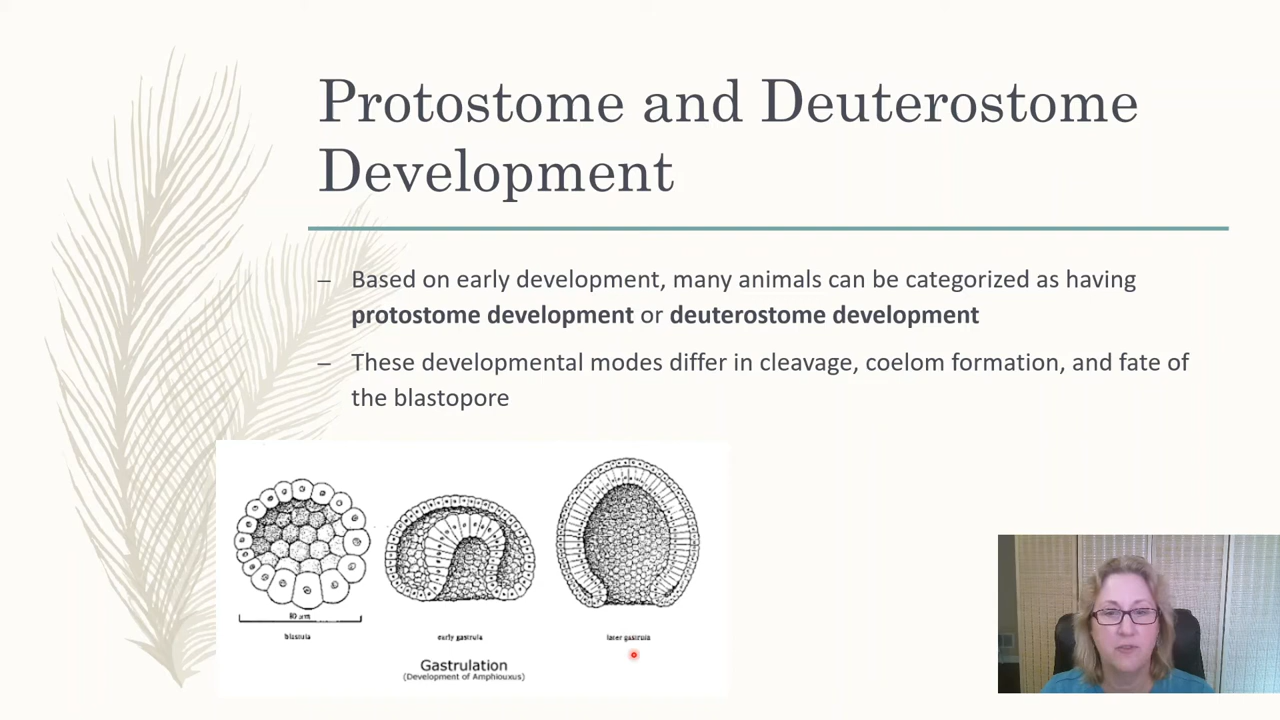 Protostome and Deuterostome
Development
– Based on early development, many animals can be categorized as having
protostome development or deuterostome development
– These developmental modes differ in cleavage, coelom formation, and fate of
the blastopore
blastula
early gastrula
later gastrula
Gastrulation
(Development of Amphiouxus)